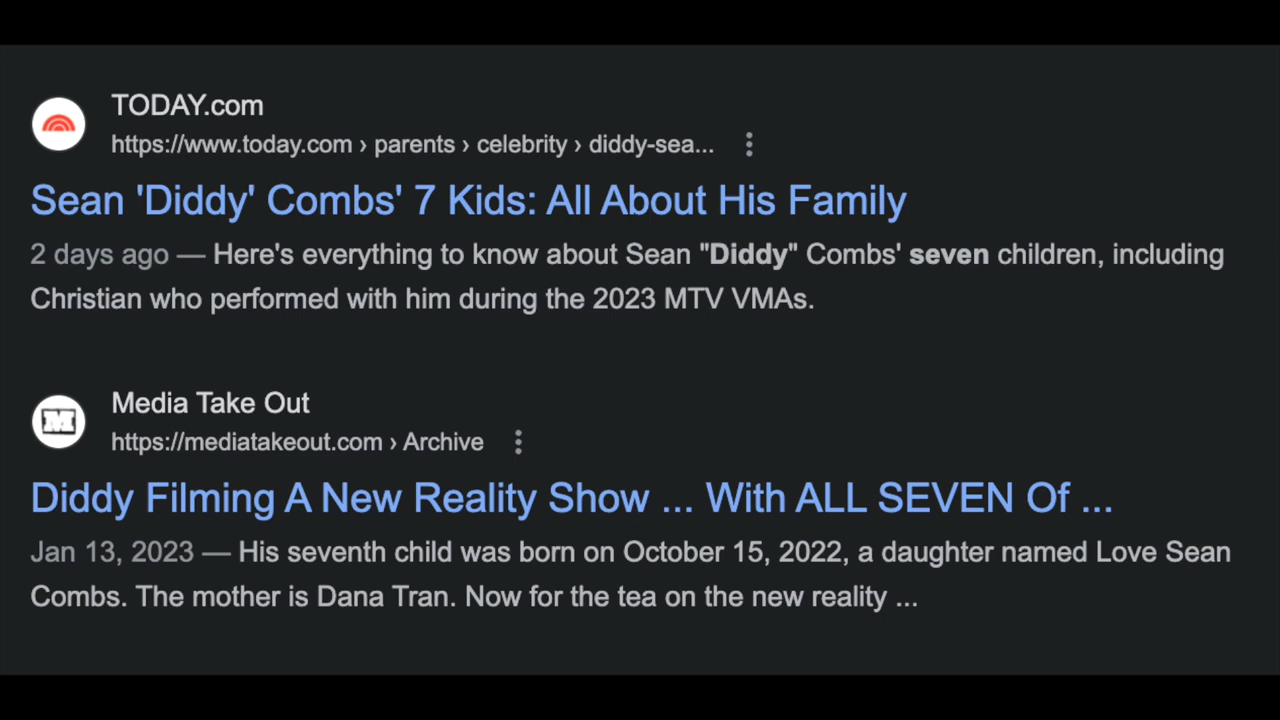 TODAY.com
https://www.today.com › parents › celebrity › diddy-sea...
Sean 'Diddy' Combs' 7 Kids: All About His Family
2 days ago — Here's everything to know about Sean "Diddy" Combs' seven children, including
Christian who performed with him during the 2023 MTV VMAs.
M
Media Take Out
https://mediatakeout.com › Archive
Diddy Filming A New Reality Show ... With ALL SEVEN Of ...
Jan 13, 2023 — His seventh child was born on October 15, 2022, a daughter named Love Sean
Combs. The mother is Dana Tran. Now for the tea on the new reality ...